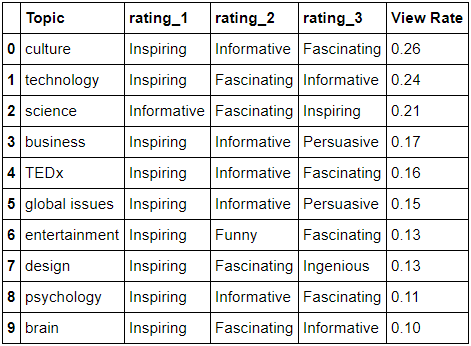 Topic rating_1 rating_2 rating_3 View Rate
0 culture Inspiring Informative Fascinating 0.26
1 technology Inspiring Fascinating Informative 0.24
2 science Informative Fascinating Inspiring 0.21
3 business Inspiring Informative Persuasive 0.17
4 TEDx Inspiring Informative Fascinating 0.16
5 global issues Inspiring Informative Persuasive 0.15
6 entertainment Inspiring Funny Fascinating 0.13
7 design Inspiring Fascinating Ingenious 0.13
8 psychology Inspiring Informative Fascinating 0.11
9 brain Inspiring Fascinating Informative 0.10